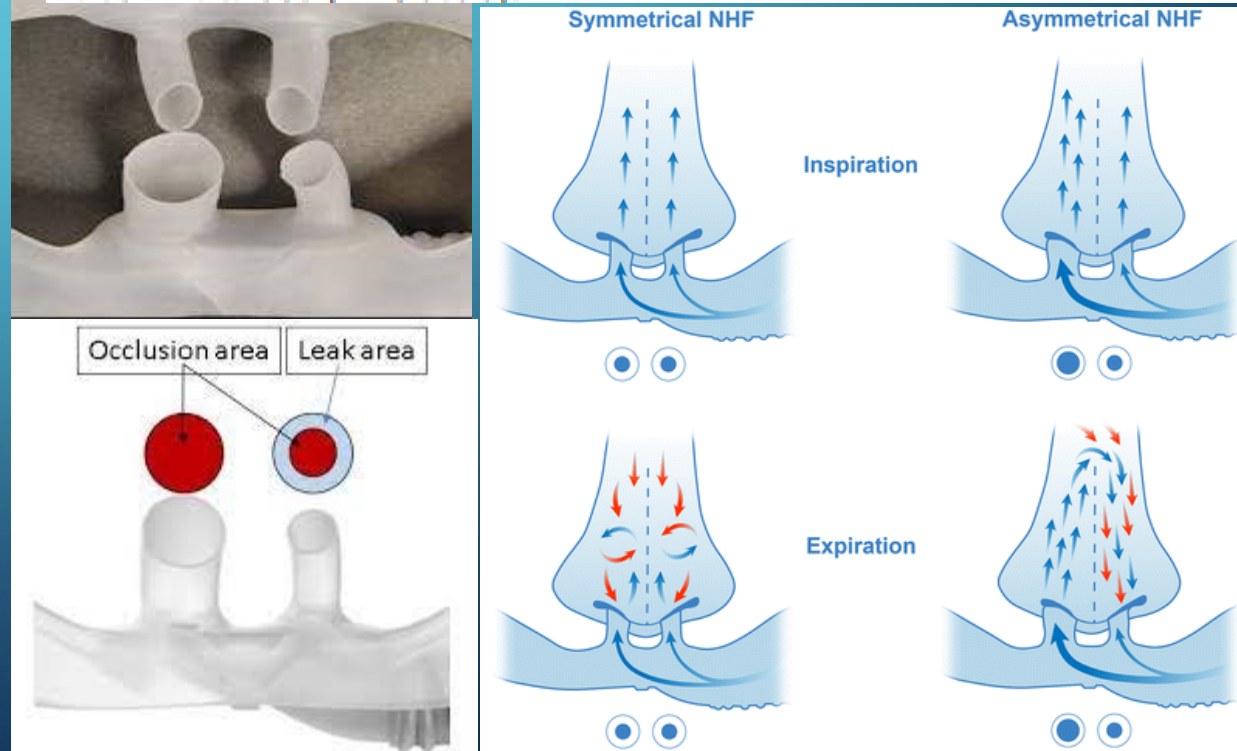 Symmetrical NHF
Asymmetrical NHF
Inspiration
Occlusion area
Leak area
Expiration